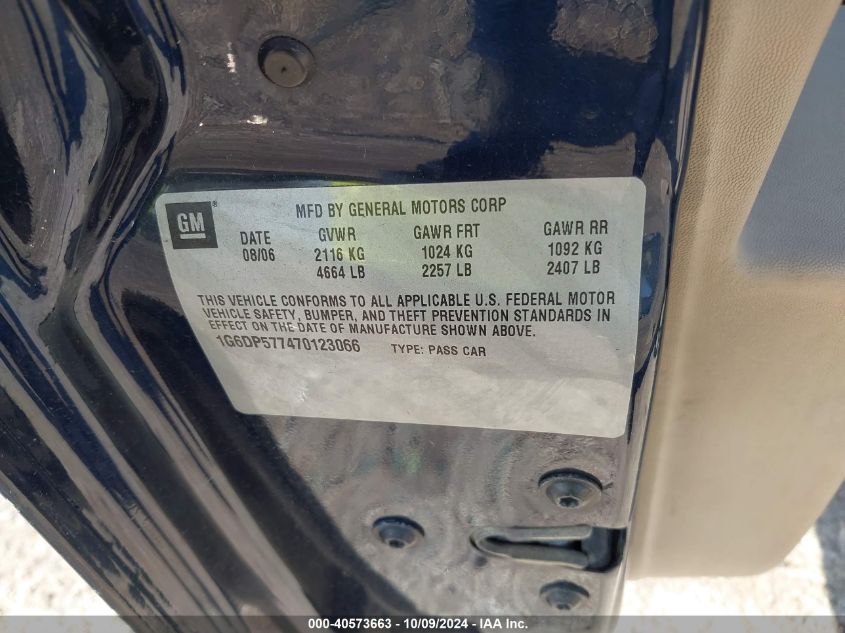 GM ®
MFD BY GENERAL MOTORS CORP
DATE GVWR GAWR FRT GAWR RR
08/06 2116 KG 1024 KG 1092 KG
4664 LB 2257 LB 2407 LB
THIS VEHICLE CONFORMS TO ALL APPLICABLE U.S. FEDERAL MOTOR
VEHICLE SAFETY, BUMPER, AND THEFT PREVENTION STANDARDS IN
EFFECT ON THE DATE OF MANUFACTURE SHOWN ABOVE.
1G6DP577470123066 TYPE: PASS CAR
000-40573663 - 10/09/2024 - IAA Inc.